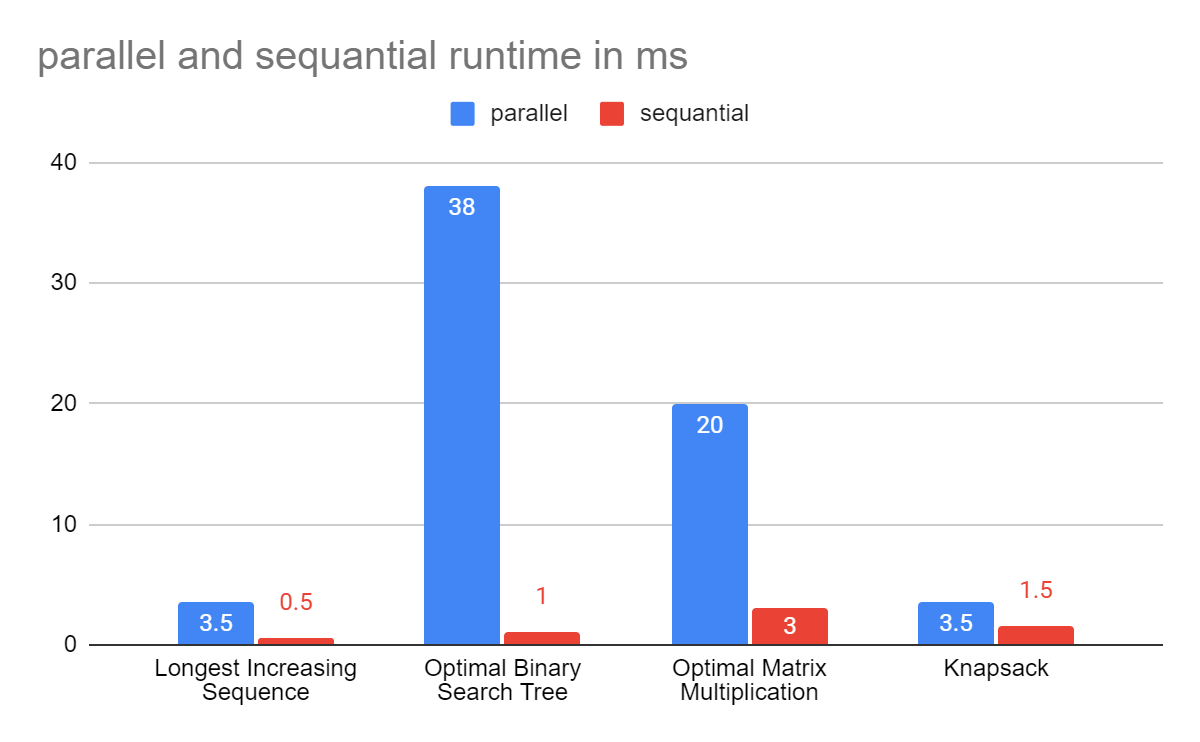 parallel and sequantial runtime in ms
parallel
sequantial
40
30
20
10
0
3.5
0.5
38
1
20
3
3.5
1.5
Longest Increasing
Sequence
Optimal Binary
Search Tree
Optimal Matrix
Multiplication
Knapsack